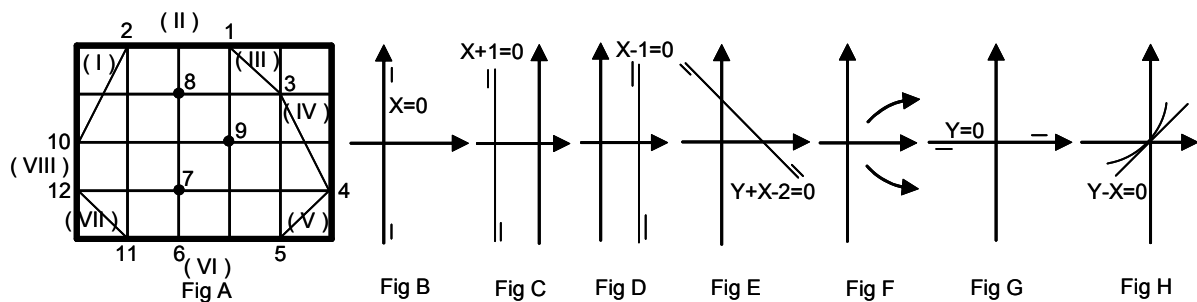 ( II )
2
1
( I )
( III )
8
3
( IV )
10
9
( VIII )
12
7
4
( VII )
( V )
11
6
5
( VI )
Fig A
X=0
Fig B
X+1=0
Fig C
X-1=0
Fig D
Y+X-2=0
Fig E
Fig F
Y=0
Fig G
Y-X=0
Fig H